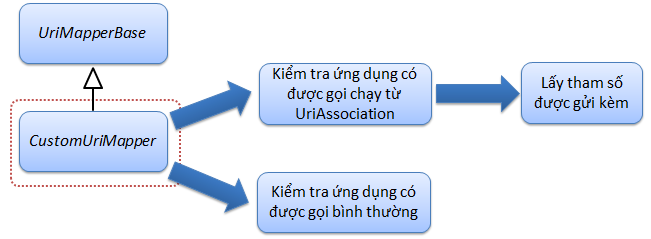 UriMapperBase
CustomUriMapper
Kiểm tra ứng dụng có
được gọi chạy từ
UriAssociation
Lấy tham số
được gửi kèm
Kiểm tra ứng dụng có
được gọi bình thường